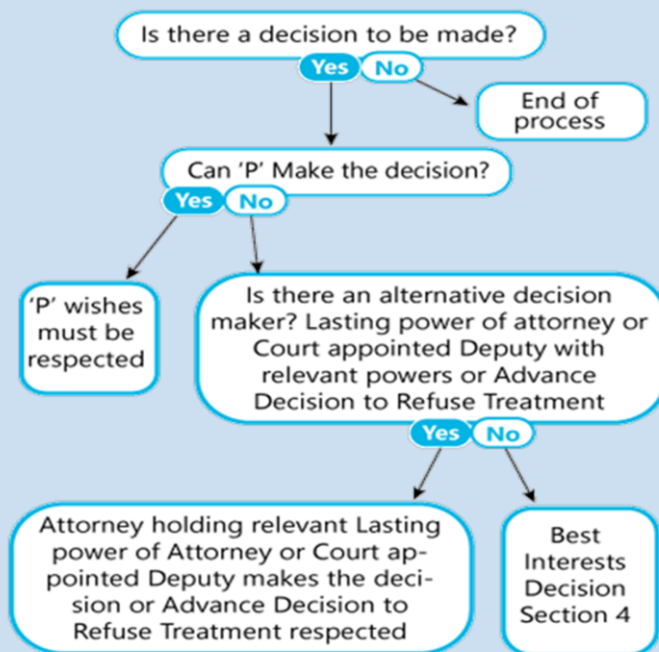 Is there a decision to be made?
Yes No
End of
process
Can ‘P’ Make the decision?
Yes No
‘P’ wishes
must be
respected
Is there an alternative decision
maker? Lasting power of attorney or
Court appointed Deputy with
relevant powers or Advance
Decision to Refuse Treatment
Yes No
Attorney holding relevant Lasting
power of Attorney or Court ap-
pointed Deputy makes the deci-
sion or Advance Decision to
Refuse Treatment respected
Best
Interests
Decision
Section 4